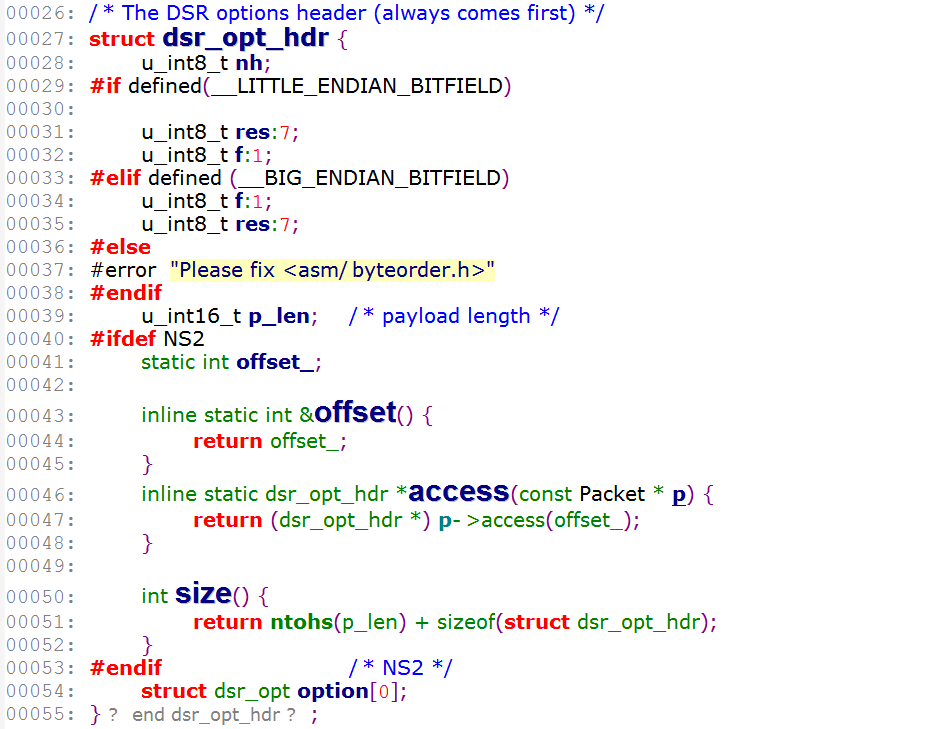 00026: /* The DSR options header (always comes first) */
00027: struct dsr_opt_hdr {
00028: u_int8_t nh;
00029: #if defined(__LITTLE_ENDIAN_BITFIELD)
00030:
00031: u_int8_t res:7;
00032: u_int8_t f:1;
00033: #elif defined (__BIG_ENDIAN_BITFIELD)
00034: u_int8_t f:1;
00035: u_int8_t res:7;
00036: #else
00037: #error "Please fix <asm/byteorder.h>"
00038: #endif
00039: u_int16_t p_len; /* payload length */
00040: #ifdef NS2
00041: static int offset_;
00042:
00043: inline static int &offset() {
00044: return offset_;
00045: }
00046: inline static dsr_opt_hdr *access(const Packet * p) {
00047: return (dsr_opt_hdr *) p->access(offset_);
00048: }
00049:
00050: int size() {
00051: return ntohs(p_len) + sizeof(struct dsr_opt_hdr);
00052: }
00053: #endif /* NS2 */
00054: struct dsr_opt option[0];
00055: } ? end dsr_opt_hdr ? ;